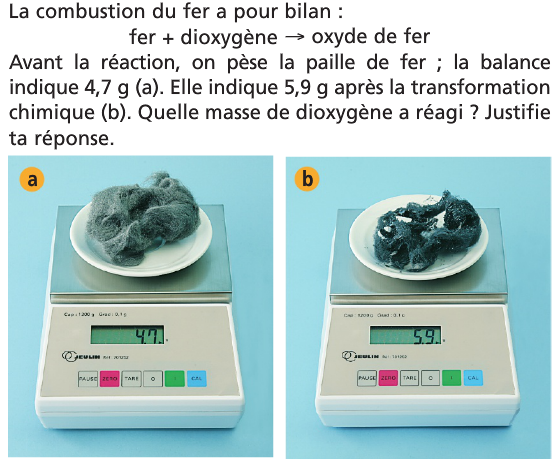 La combustion du fer a pour bilan :
fer + dioxygène → oxyde de fer
Avant la réaction, on pèse la paille de fer ; la balance
indique 4,7 g (a). Elle indique 5,9 g après la transformation
chimique (b). Quelle masse de dioxygène a réagi ? Justifie
ta réponse.
a
b
Cap : 1200 g Grad : 0.1 g
4.7
JEULIN
PAUSE ZERO TARE O I CAL
Cap : 1200 g Grad : 0.1 g
5.9
JEULIN
PAUSE ZERO TARE O I CAL